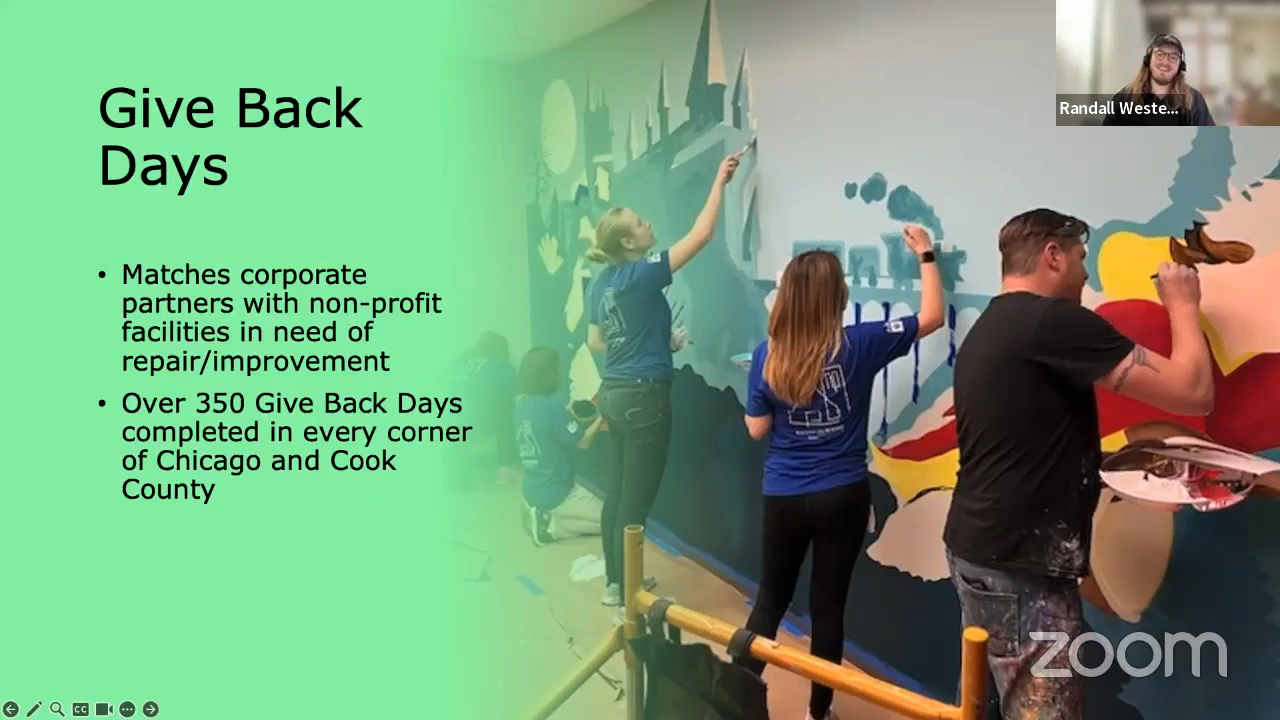 Give Back
Days
• Matches corporate
partners with non-profit
facilities in need of
repair/improvement
• Over 350 Give Back Days
completed in every corner
of Chicago and Cook
County
Randall Weste...
zoom
CC